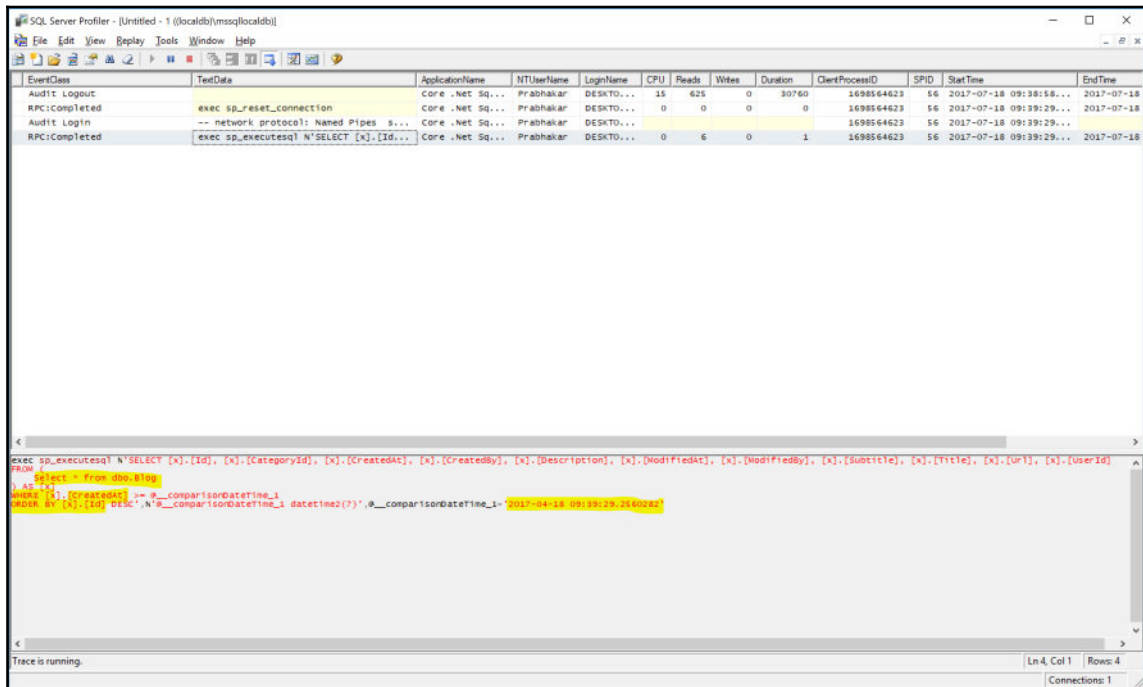 SQL Server Profiler - [Untitled - 1 ((localdb)\mssqllocaldb)]
File Edit View Replay Tools Window Help
EventClass TextData ApplicationName NTUserName LoginName CPU Reads Writes Duration ClientProcessID SPID StartTime EndTime
Audit Logout Core .Net Sq... Prabhakar DESKTO... 15 625 0 30760 1698564623 56 2017-07-18 09:38:58... 2017-07-18
RPC:Completed exec sp_reset_connection Core .Net Sq... Prabhakar DESKTO... 0 0 0 0 1698564623 56 2017-07-18 09:39:29... 2017-07-18
Audit Login -- network protocol: Named Pipes s... Core .Net Sq... Prabhakar DESKTO... 1698564623 56 2017-07-18 09:39:29...
RPC:Completed exec sp_executesql N'SELECT [x].[Id... Core .Net Sq... Prabhakar DESKTO... 0 6 0 1 1698564623 56 2017-07-18 09:39:29... 2017-07-18
exec sp_executesql N'SELECT [x].[Id], [x].[CategoryId], [x].[CreatedAt], [x].[CreatedBy], [x].[Description], [x].[ModifiedAt], [x].[ModifiedBy], [x].[Subtitle], [x].[Title], [x].[Url], [x].[UserId]
FROM (
Select * from dbo.Blog
) AS [x]
WHERE [x].[CreatedAt] >= @__comparisonDateTime_1
ORDER BY [x].[Id] DESC',N'@__comparisonDateTime_1 datetime2(7)',@__comparisonDateTime_1='2017-04-18 09:39:29.2560282'
Trace is running. Ln 4, Col 1 Rows: 4
Connections: 1